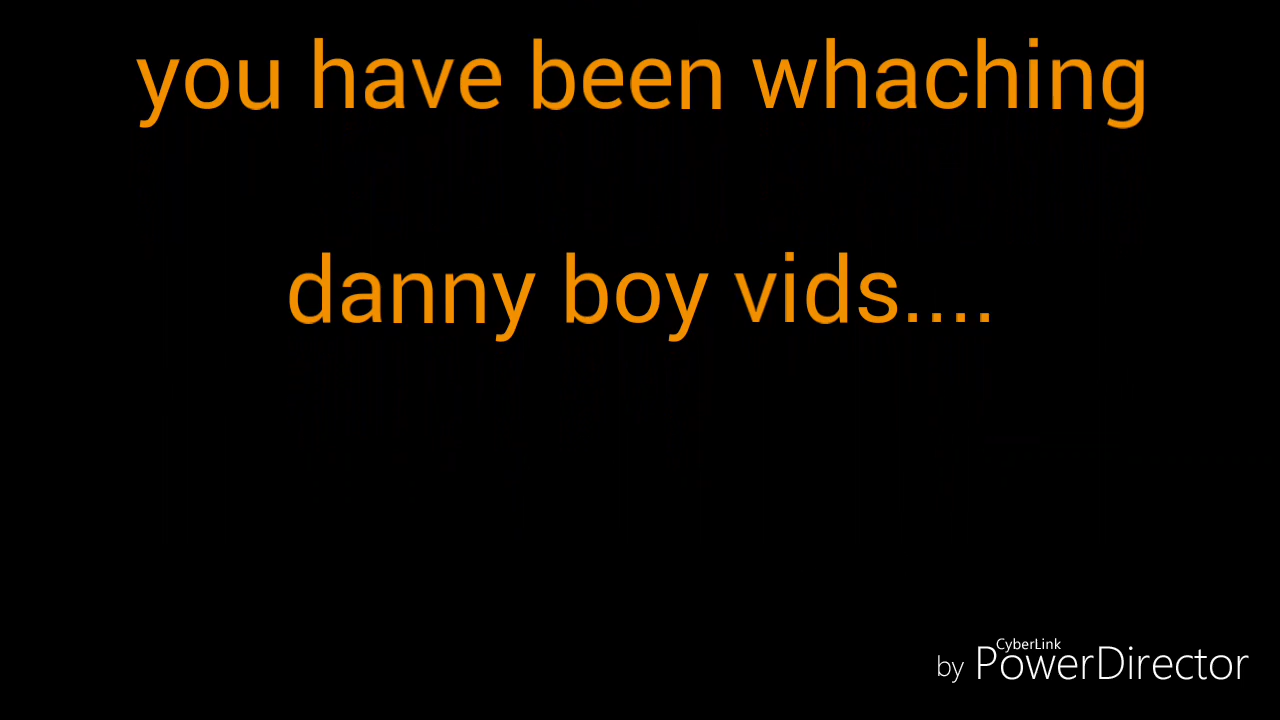 you have been whaching
danny boy vids....
CyberLink
by PowerDirector